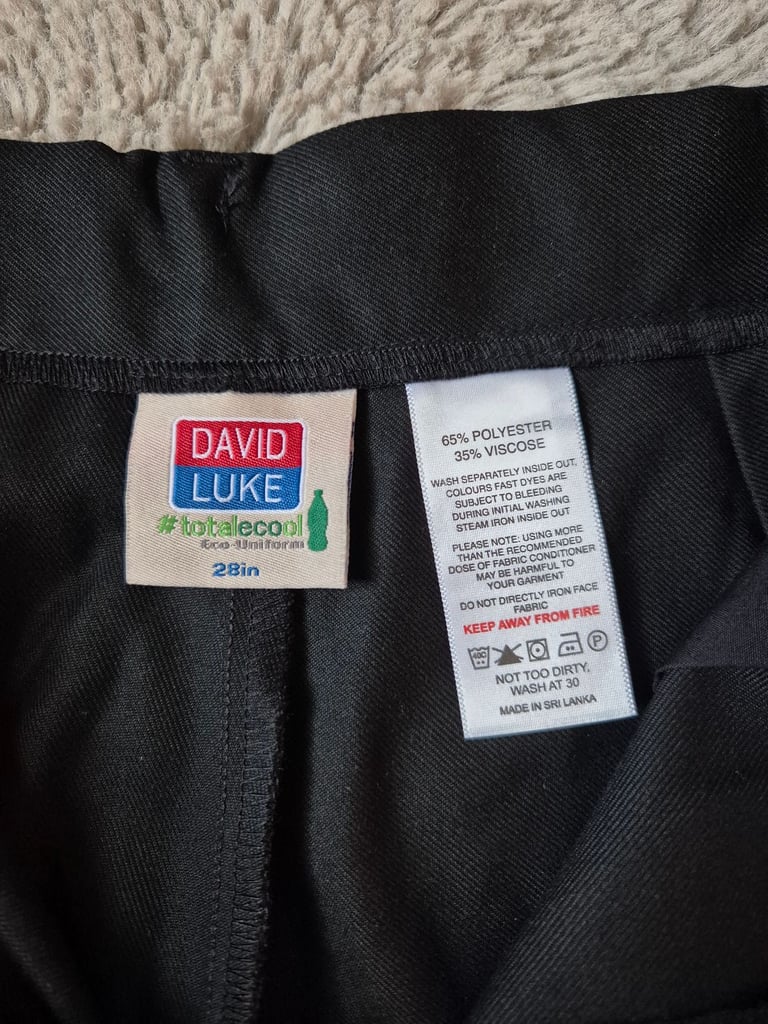 DAVID
LUKE
#totalecool
Eco-Uniform
28in
65% POLYESTER
35% VISCOSE
WASH SEPARATELY INSIDE OUT,
COLOURS FAST DYES ARE
SUBJECT TO BLEEDING
DURING INITIAL WASHING
STEAM IRON INSIDE OUT
PLEASE NOTE: USING MORE
THAN THE RECOMMENDED
DOSE OF FABRIC CONDITIONER
MAY BE HARMFUL TO
YOUR GARMENT
DO NOT DIRECTLY IRON FACE
FABRIC
KEEP AWAY FROM FIRE
40C P
NOT TOO DIRTY,
WASH AT 30
MADE IN SRI LANKA